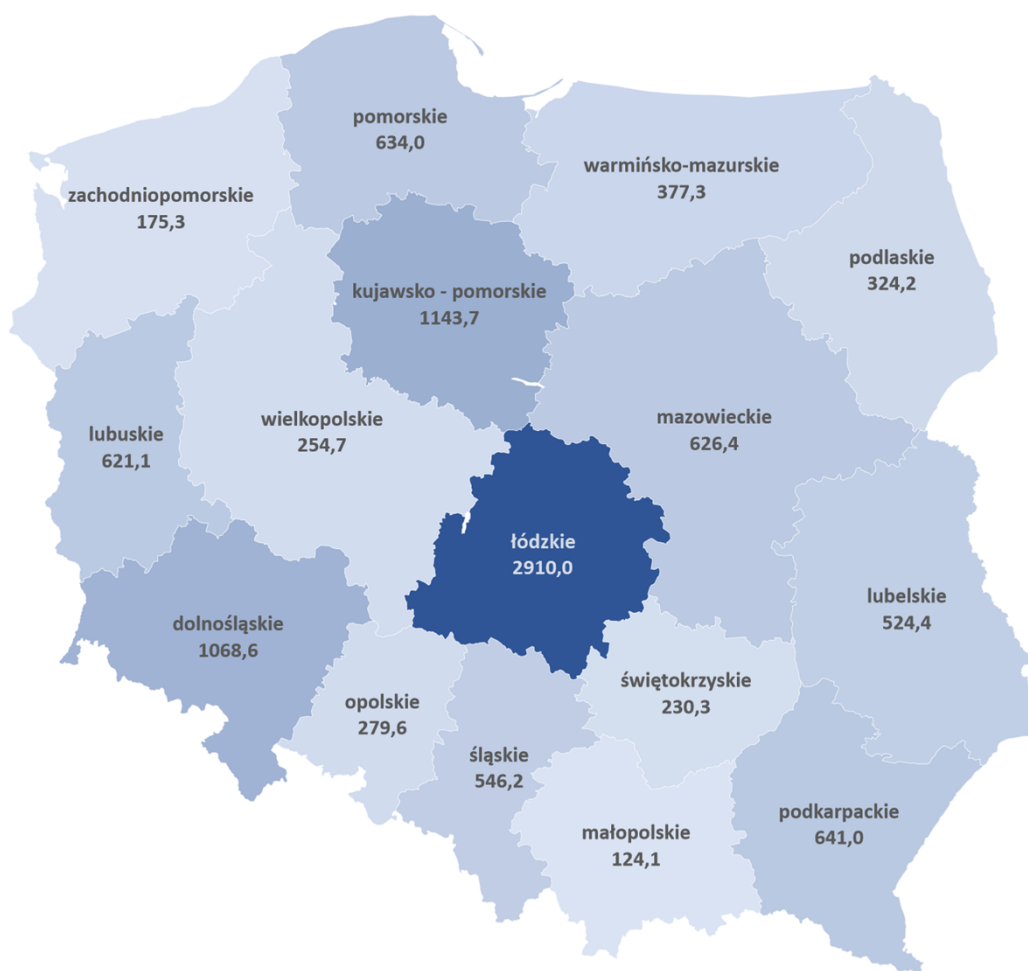 pomorskie
634,0
warmińsko-mazurskie
377,3
zachodniopomorskie
175,3
podlaskie
324,2
kujawsko - pomorskie
1143,7
mazowieckie
626,4
wielkopolskie
254,7
lubuskie
621,1
łódzkie
2910,0
lubelskie
524,4
dolnośląskie
1068,6
świętokrzyskie
230,3
opolskie
279,6
śląskie
546,2
podkarpackie
641,0
małopolskie
124,1